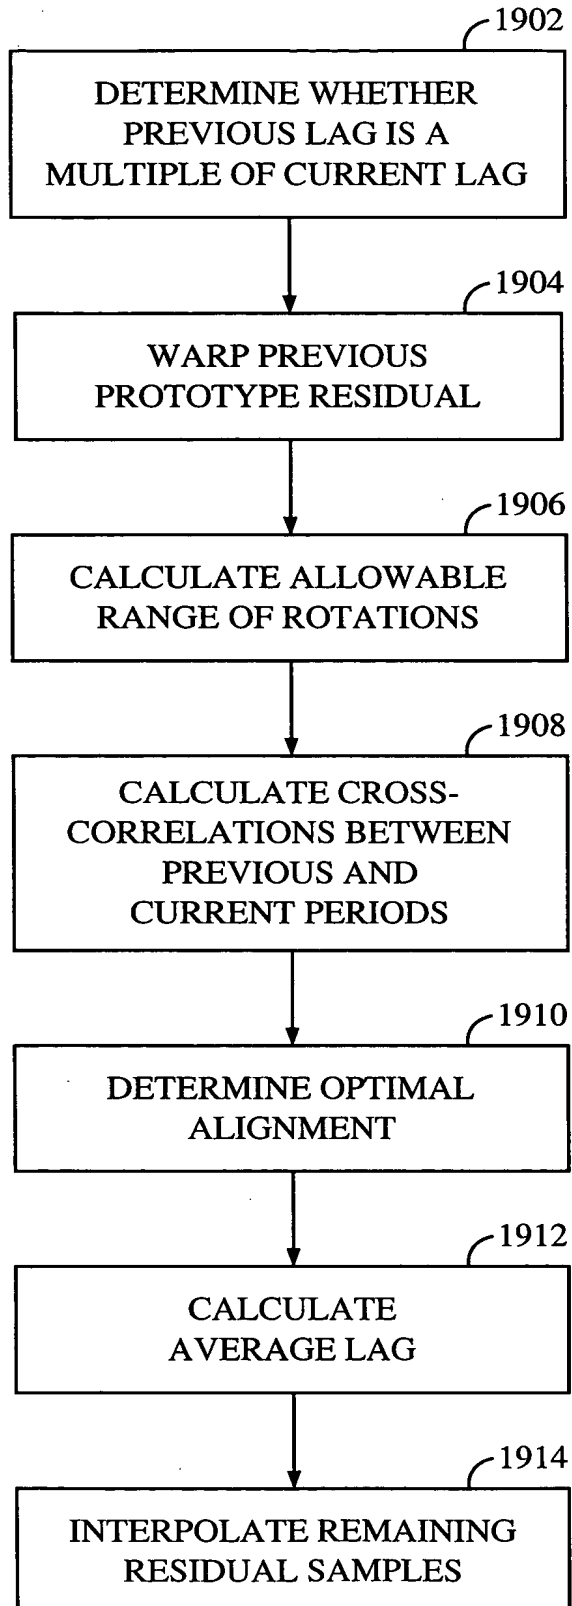 1902
DETERMINE WHETHER
PREVIOUS LAG IS A
MULTIPLE OF CURRENT LAG
1904
WARP PREVIOUS
PROTOTYPE RESIDUAL
1906
CALCULATE ALLOWABLE
RANGE OF ROTATIONS
1908
CALCULATE CROSS-
CORRELATIONS BETWEEN
PREVIOUS AND
CURRENT PERIODS
1910
DETERMINE OPTIMAL
ALIGNMENT
1912
CALCULATE
AVERAGE LAG
1914
INTERPOLATE REMAINING
RESIDUAL SAMPLES